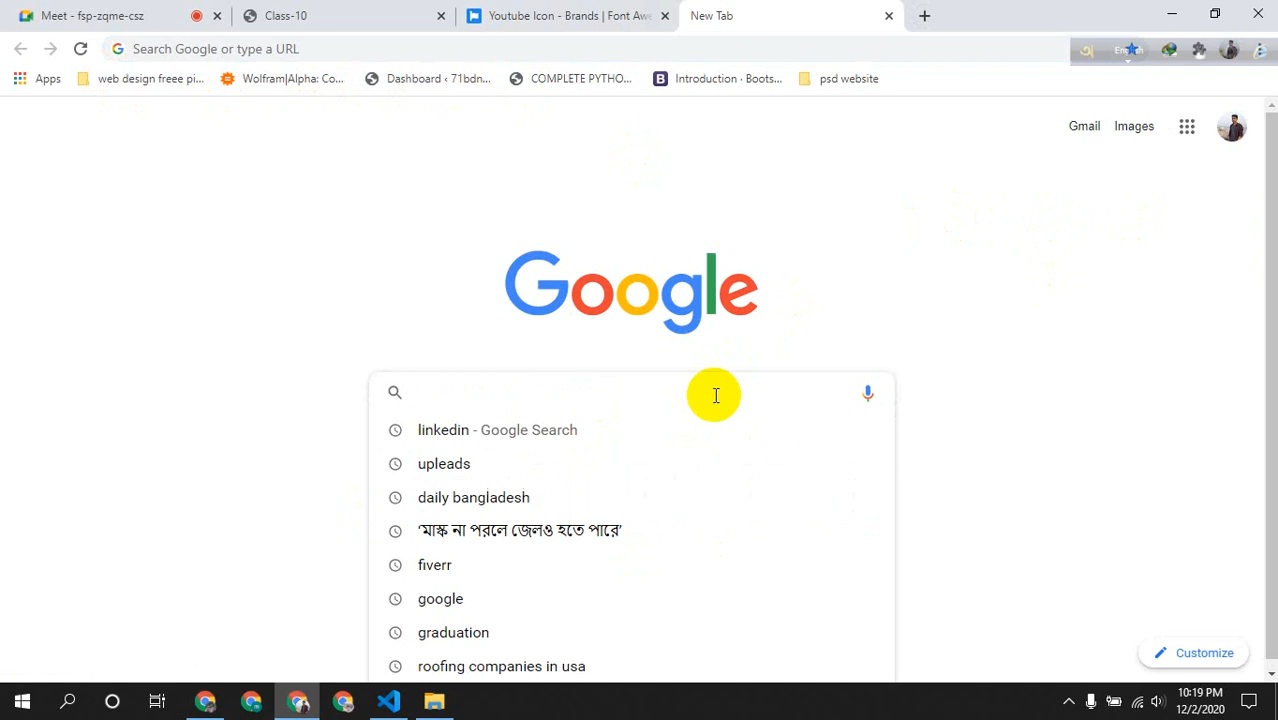 Meet - fsp-zqme-csz
Class-10
Youtube Icon - Brands | Font Awe
New Tab
Search Google or type a URL
English
Apps
web design freee pi...
Wolfram|Alpha: Co...
Dashboard ‹ 71bdn...
COMPLETE PYTHO...
Introduction · Boots...
psd website
Gmail
Images
Google
linkedin - Google Search
upleads
daily bangladesh
‘মাস্ক না পরলে জেলও হতে পারে’
fiverr
google
graduation
roofing companies in usa
Customize
10:19 PM
12/2/2020